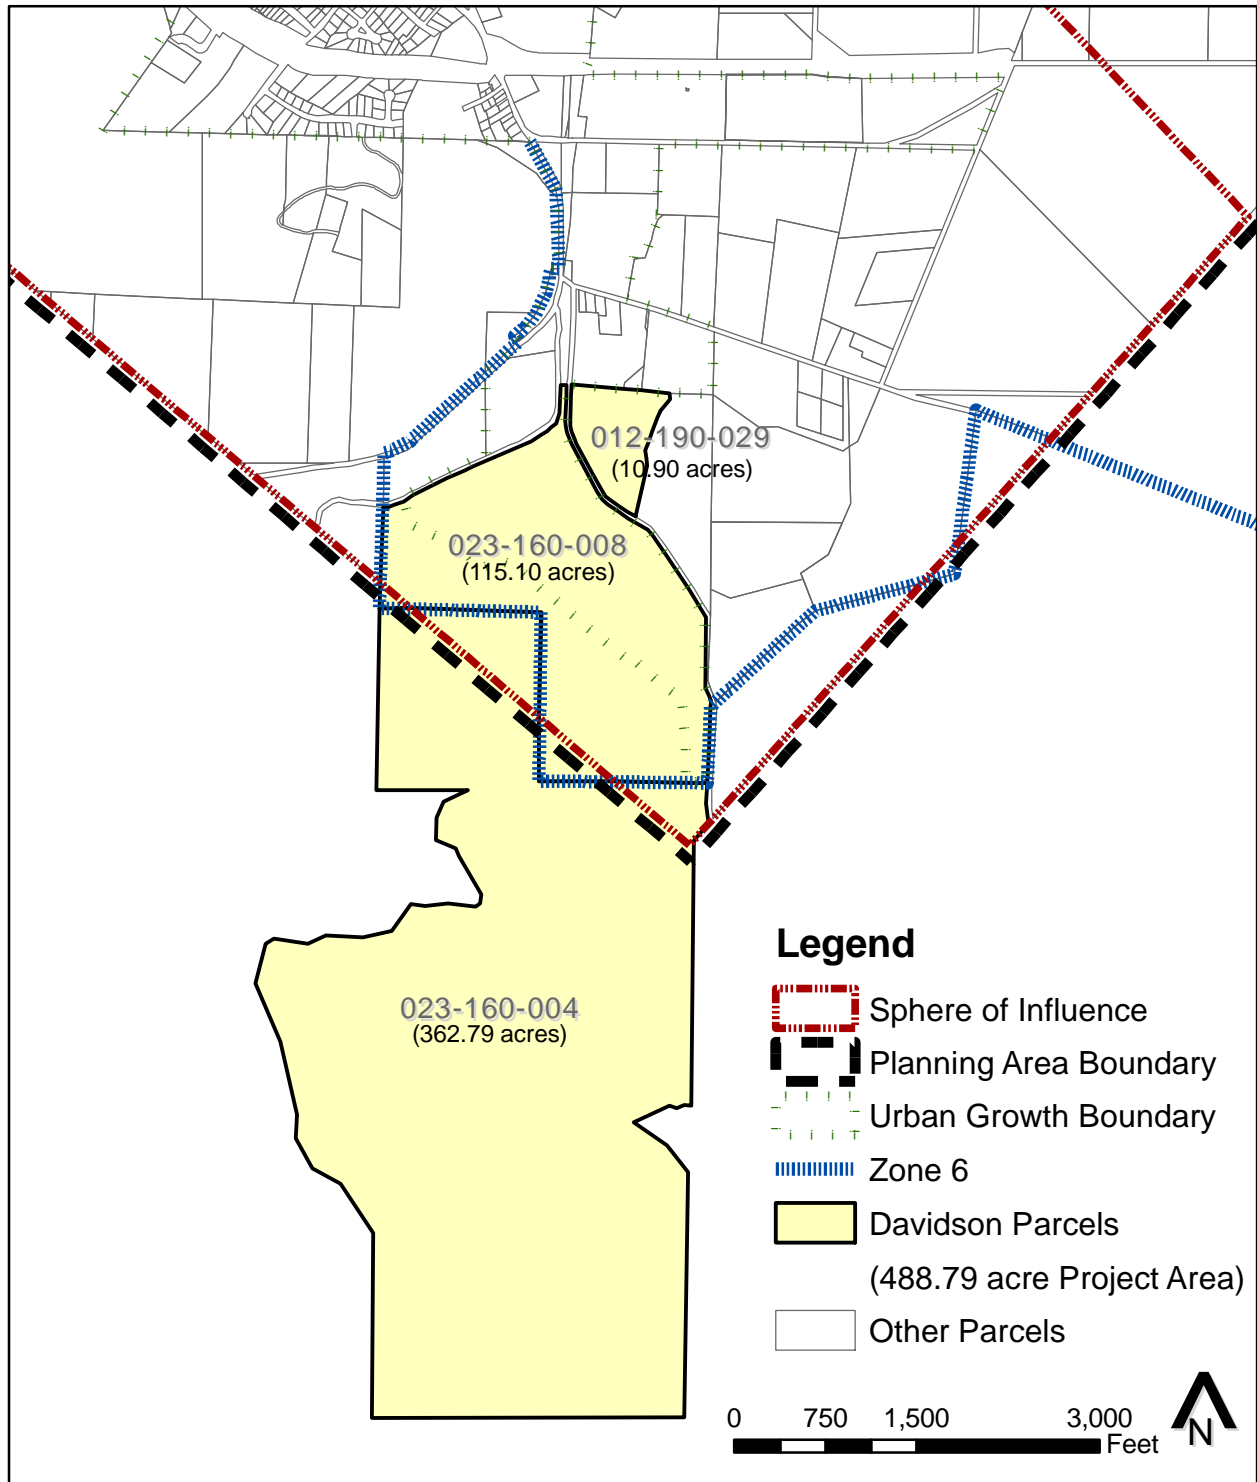 012-190-029
(10.90 acres)
023-160-008
(115.10 acres)
023-160-004
(362.79 acres)
Legend
Sphere of Influence
Planning Area Boundary
Urban Growth Boundary
Zone 6
Davidson Parcels
(488.79 acre Project Area)
Other Parcels
0 750 1,500 3,000
Feet
N